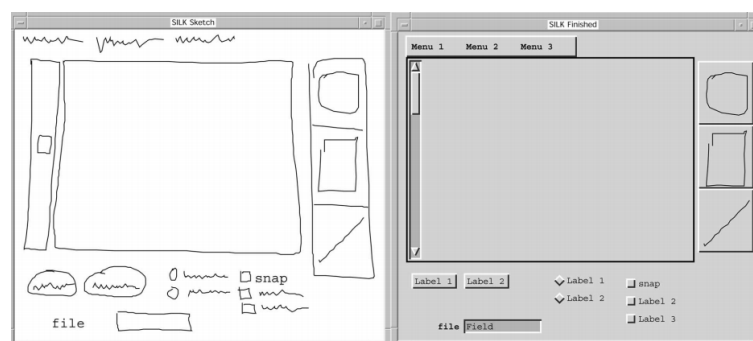 SILK Sketch
snap
file
SILK Finished
Menu 1 Menu 2 Menu 3
Label 1 Label 2
Label 1
Label 2
snap
Label 2
Label 3
file Field